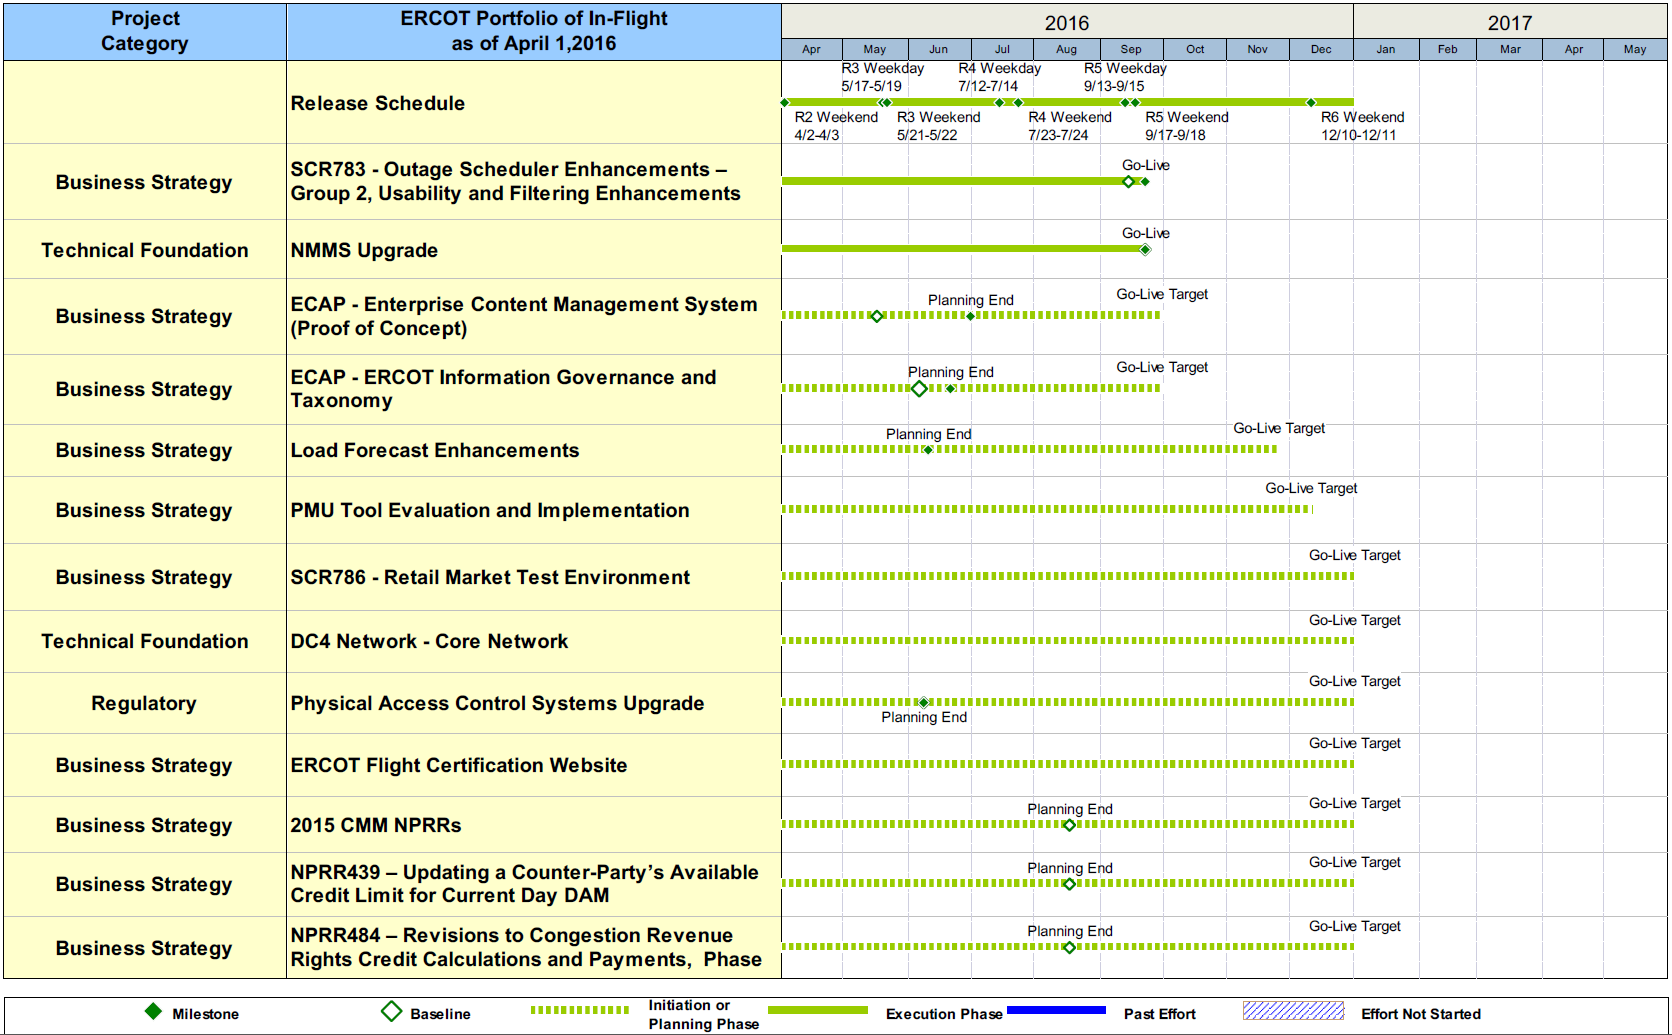 Project
Category
ERCOT Portfolio of In-Flight
as of April 1,2016
2016
2017
Apr
May
Jun
Jul
Aug
Sep
Oct
Nov
Dec
Jan
Feb
Mar
Apr
May
Release Schedule
R3 Weekday
5/17-5/19
R4 Weekday
7/12-7/14
R5 Weekday
9/13-9/15
R2 Weekend
4/2-4/3
R3 Weekend
5/21-5/22
R4 Weekend
7/23-7/24
R5 Weekend
9/17-9/18
R6 Weekend
12/10-12/11
Business Strategy
SCR783 - Outage Scheduler Enhancements –
Group 2, Usability and Filtering Enhancements
Go-Live
Technical Foundation
NMMS Upgrade
Go-Live
Business Strategy
ECAP - Enterprise Content Management System
(Proof of Concept)
Planning End
Go-Live Target
Business Strategy
ECAP - ERCOT Information Governance and
Taxonomy
Planning End
Go-Live Target
Business Strategy
Load Forecast Enhancements
Planning End
Go-Live Target
Business Strategy
PMU Tool Evaluation and Implementation
Go-Live Target
Business Strategy
SCR786 - Retail Market Test Environment
Go-Live Target
Technical Foundation
DC4 Network - Core Network
Go-Live Target
Regulatory
Physical Access Control Systems Upgrade
Planning End
Go-Live Target
Business Strategy
ERCOT Flight Certification Website
Go-Live Target
Business Strategy
2015 CMM NPRRs
Planning End
Go-Live Target
Business Strategy
NPRR439 – Updating a Counter-Party’s Available
Credit Limit for Current Day DAM
Planning End
Go-Live Target
Business Strategy
NPRR484 – Revisions to Congestion Revenue
Rights Credit Calculations and Payments, Phase
Planning End
Go-Live Target
Milestone
Baseline
Initiation or
Planning Phase
Execution Phase
Past Effort
Effort Not Started